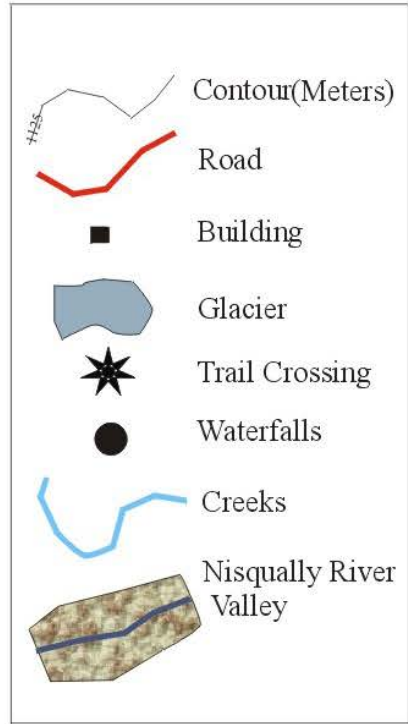 1125
Contour(Meters)
Road
Building
Glacier
Trail Crossing
Waterfalls
Creeks
Nisqually River
Valley